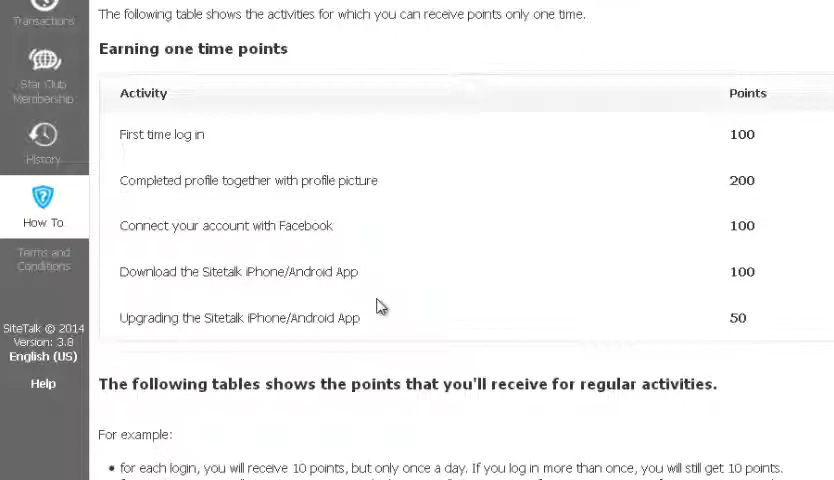 Transactions
Star Club
Membership
History
How To
Terms and
Conditions
SiteTalk © 2014
Version: 3.8
English (US)
Help
The following table shows the activities for which you can receive points only one time.
Earning one time points
Activity Points
First time log in 100
Completed profile together with profile picture 200
Connect your account with Facebook 100
Download the Sitetalk iPhone/Android App 100
Upgrading the Sitetalk iPhone/Android App 50
The following tables shows the points that you'll receive for regular activities.
For example:
• for each login, you will receive 10 points, but only once a day. If you log in more than once, you will still get 10 points.